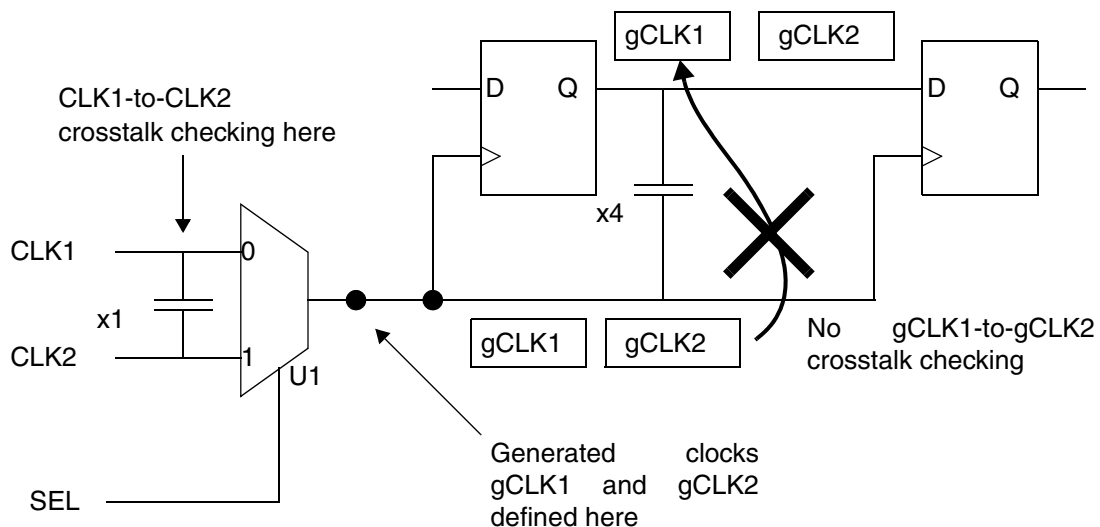 gCLK1
gCLK2
CLK1-to-CLK2
crosstalk checking here
D
Q
D
Q
x4
CLK1
0
x1
CLK2
1
U1
gCLK1
gCLK2
No gCLK1-to-gCLK2
crosstalk checking
Generated clocks
gCLK1 and gCLK2
defined here
SEL